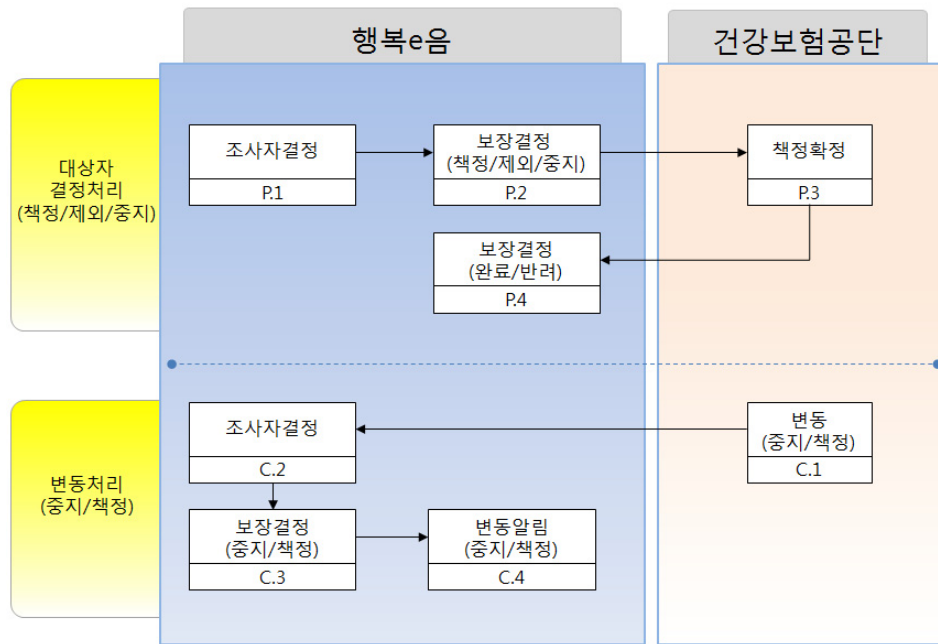 행복e음
건강보험공단
대상자
결정처리
(책정/제외/중지)
조사자결정
P.1
보장결정
(책정/제외/중지)
P.2
책정확정
P.3
보장결정
(완료/반려)
P.4
변동처리
(중지/책정)
조사자결정
C.2
변동
(중지/책정)
C.1
보장결정
(중지/책정)
C.3
변동알림
(중지/책정)
C.4